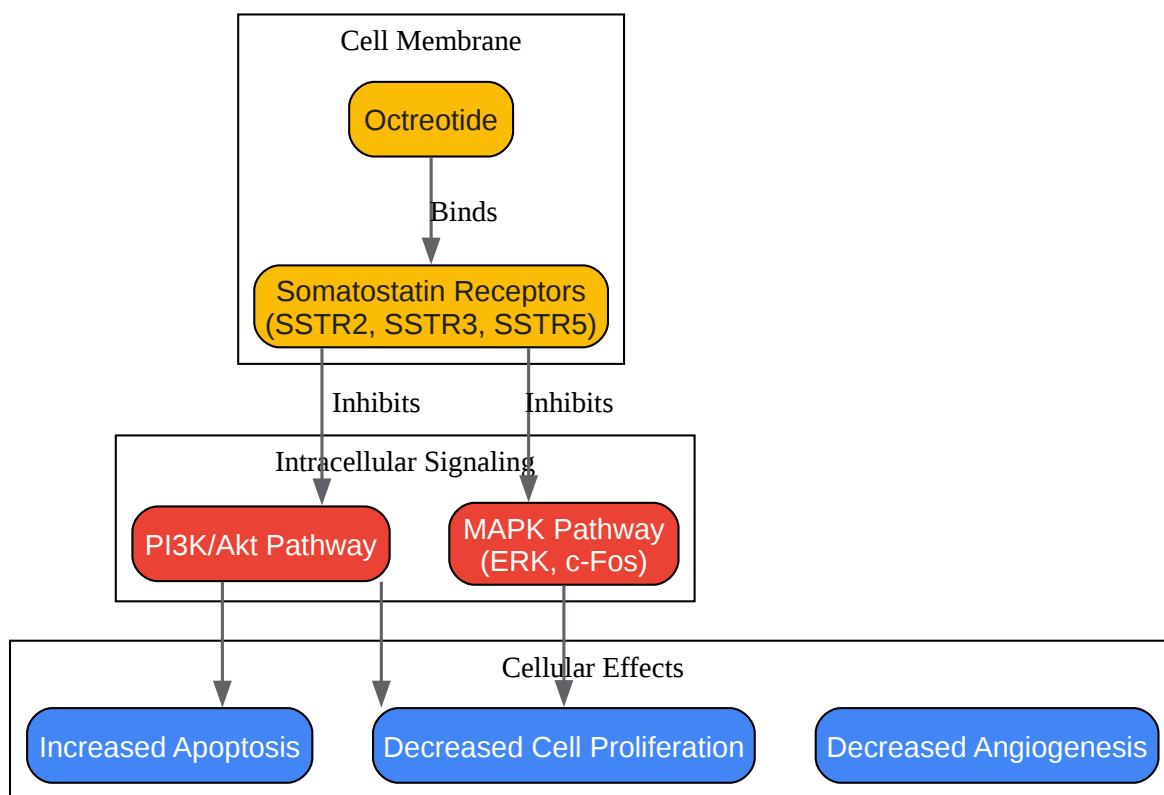 Cell Membrane
Octreotide
Binds
Somatostatin Receptors
(SSTR2, SSTR3, SSTR5)
Inhibits
Inhibits
Intracellular Signaling
PI3K/Akt Pathway
MAPK Pathway
(ERK, c-Fos)
Cellular Effects
Increased Apoptosis
Decreased Cell Proliferation
Decreased Angiogenesis